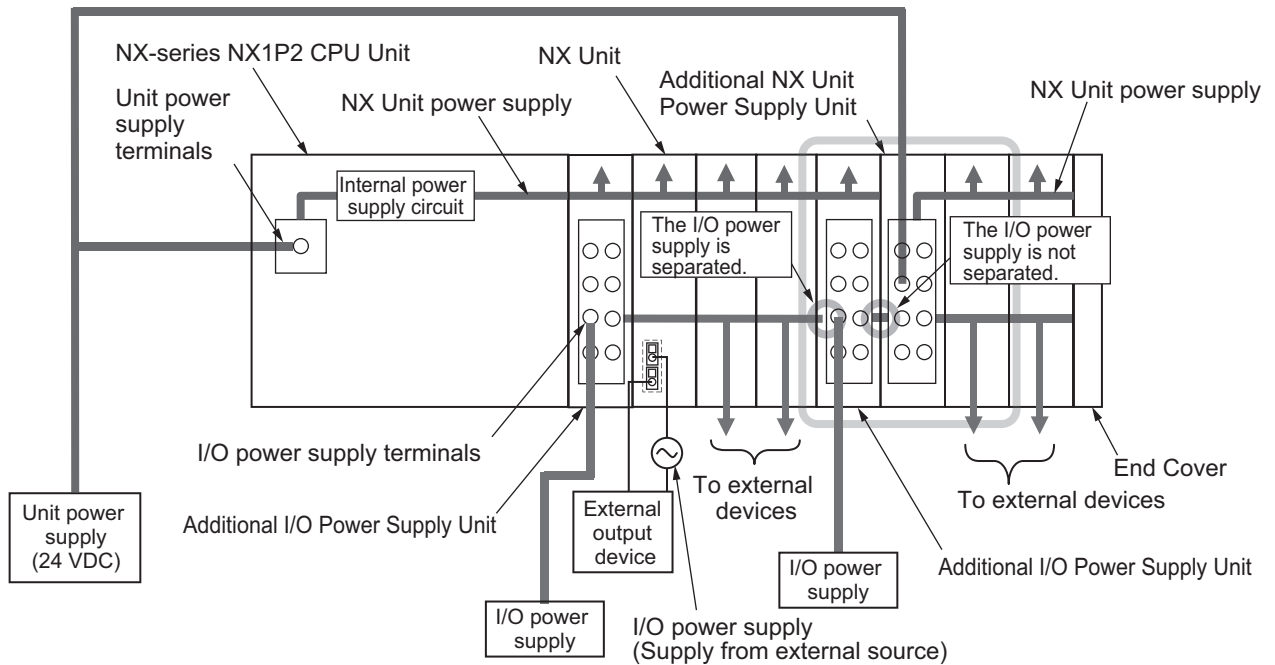 NX-series NX1P2 CPU Unit
Unit power
supply
terminals
NX Unit power supply
NX Unit
Additional NX Unit
Power Supply Unit
NX Unit power supply
Internal power
supply circuit
The I/O power
supply is
separated.
The I/O power
supply is not
separated.
I/O power supply terminals
To external
devices
To external devices
End Cover
Unit power
supply
(24 VDC)
Additional I/O Power Supply Unit
External
output
device
I/O power
supply
Additional I/O Power Supply Unit
I/O power
supply
I/O power supply
(Supply from external source)